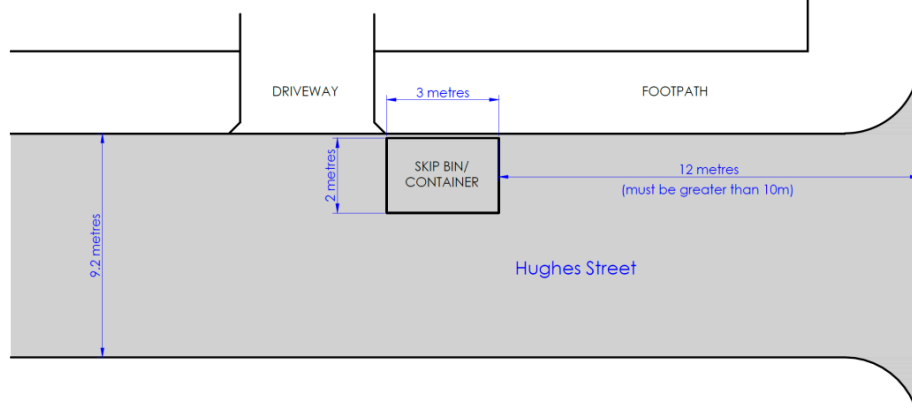 DRIVEWAY
3 metres
FOOTPATH
SKIP BIN/
CONTAINER
2 metres
12 metres
(must be greater than 10m)
9.2 metres
Hughes Street